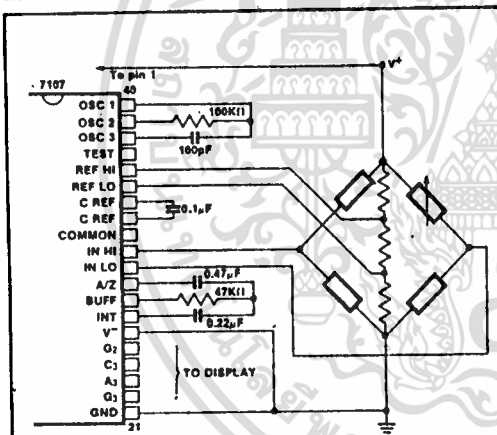 To pin 1
V+
7107
40
OSC 1
OSC 2
100KΩ
OSC 3
100pF
TEST
REF HI
REF LO
C REF
0.1μF
C REF
COMMON
IN HI
IN LO
A/Z
0.47μF
BUFF
47KΩ
INT
0.22μF
V−
G2
C3
A3
G3
TO DISPLAY
GND
21